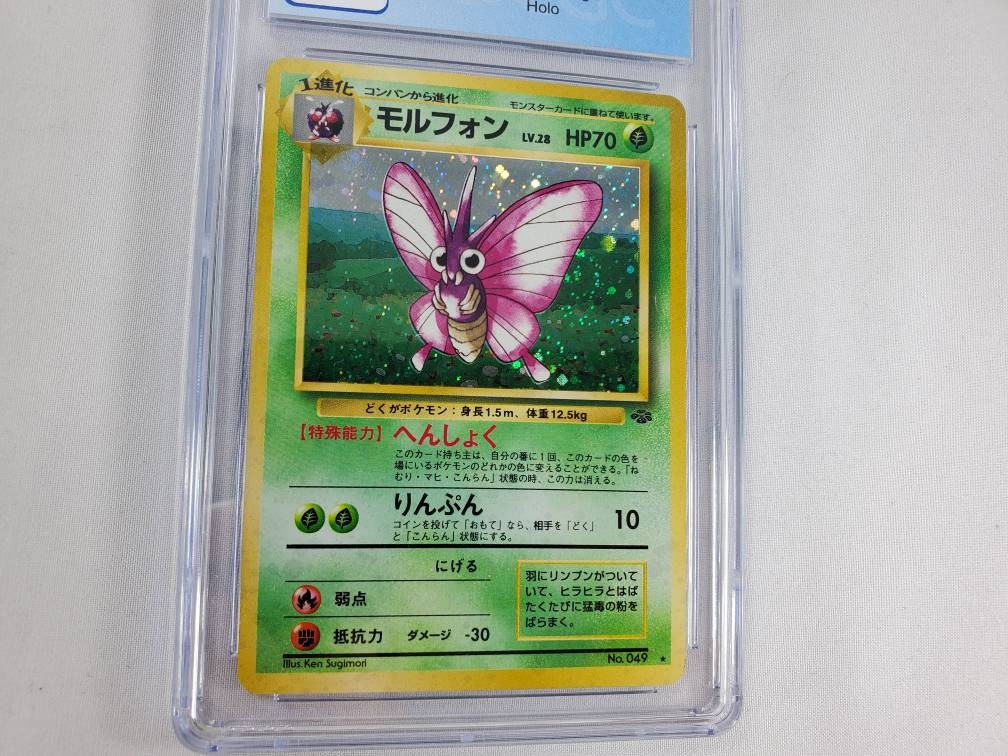 Holo
1進化
コンパンから進化
モンスターカードに重ねて使います。
モルフォン LV.28 HP70
どくがポケモン：身長1.5m、体重12.5kg
【特殊能力】へんしょく
このカード持ち主は、自分の番に1回、このカードの色を
場にいるポケモンのどれかの色に変えることができる。「ね
むり・マヒ・こんらん」状態の時、この力は消える。
りんぷん
コインを投げて「おもて」なら、相手を「どく」
と「こんらん」状態にする。
10
にげる
弱点
抵抗力 ダメージ -30
羽にリンプンがついて
いて、ヒラヒラとはば
たくたびに猛毒の粉を
ばらまく。
Illus. Ken Sugimori
No. 049 ★